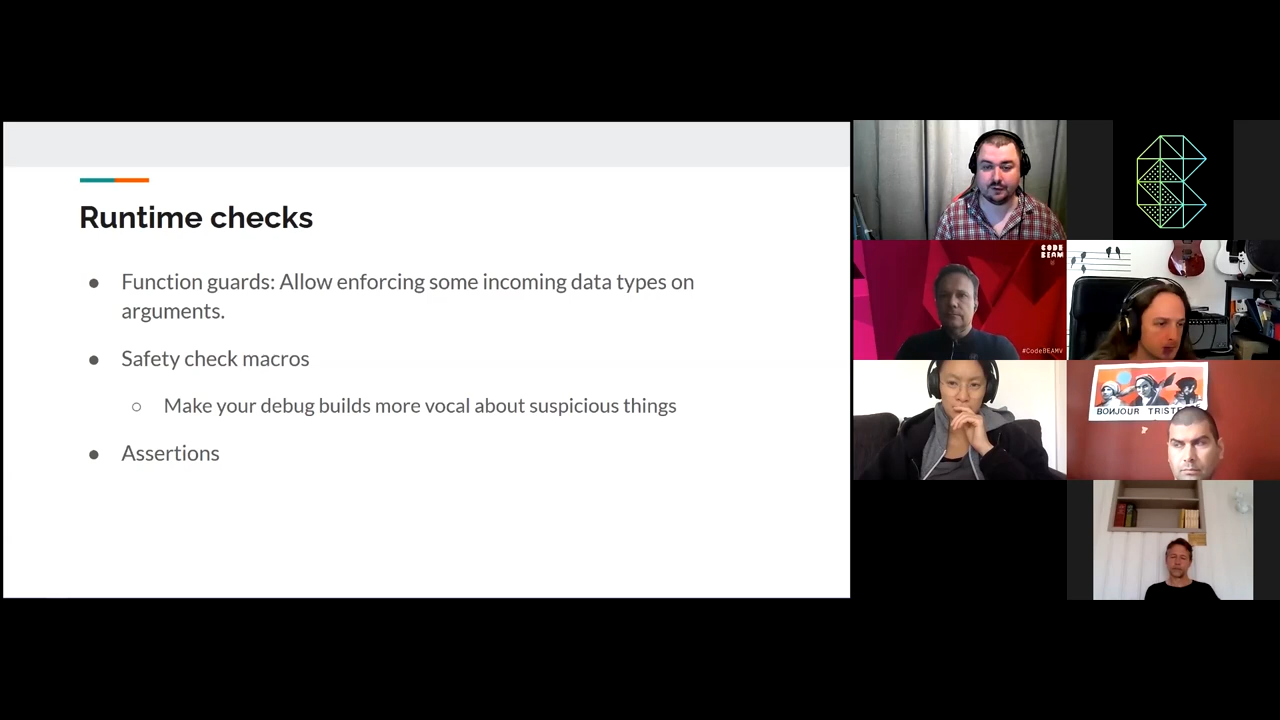 Runtime checks
● Function guards: Allow enforcing some incoming data types on
arguments.
● Safety check macros
○ Make your debug builds more vocal about suspicious things
● Assertions
CODE
BEAM
#CodeBEAMV
BONJOUR TRISTE